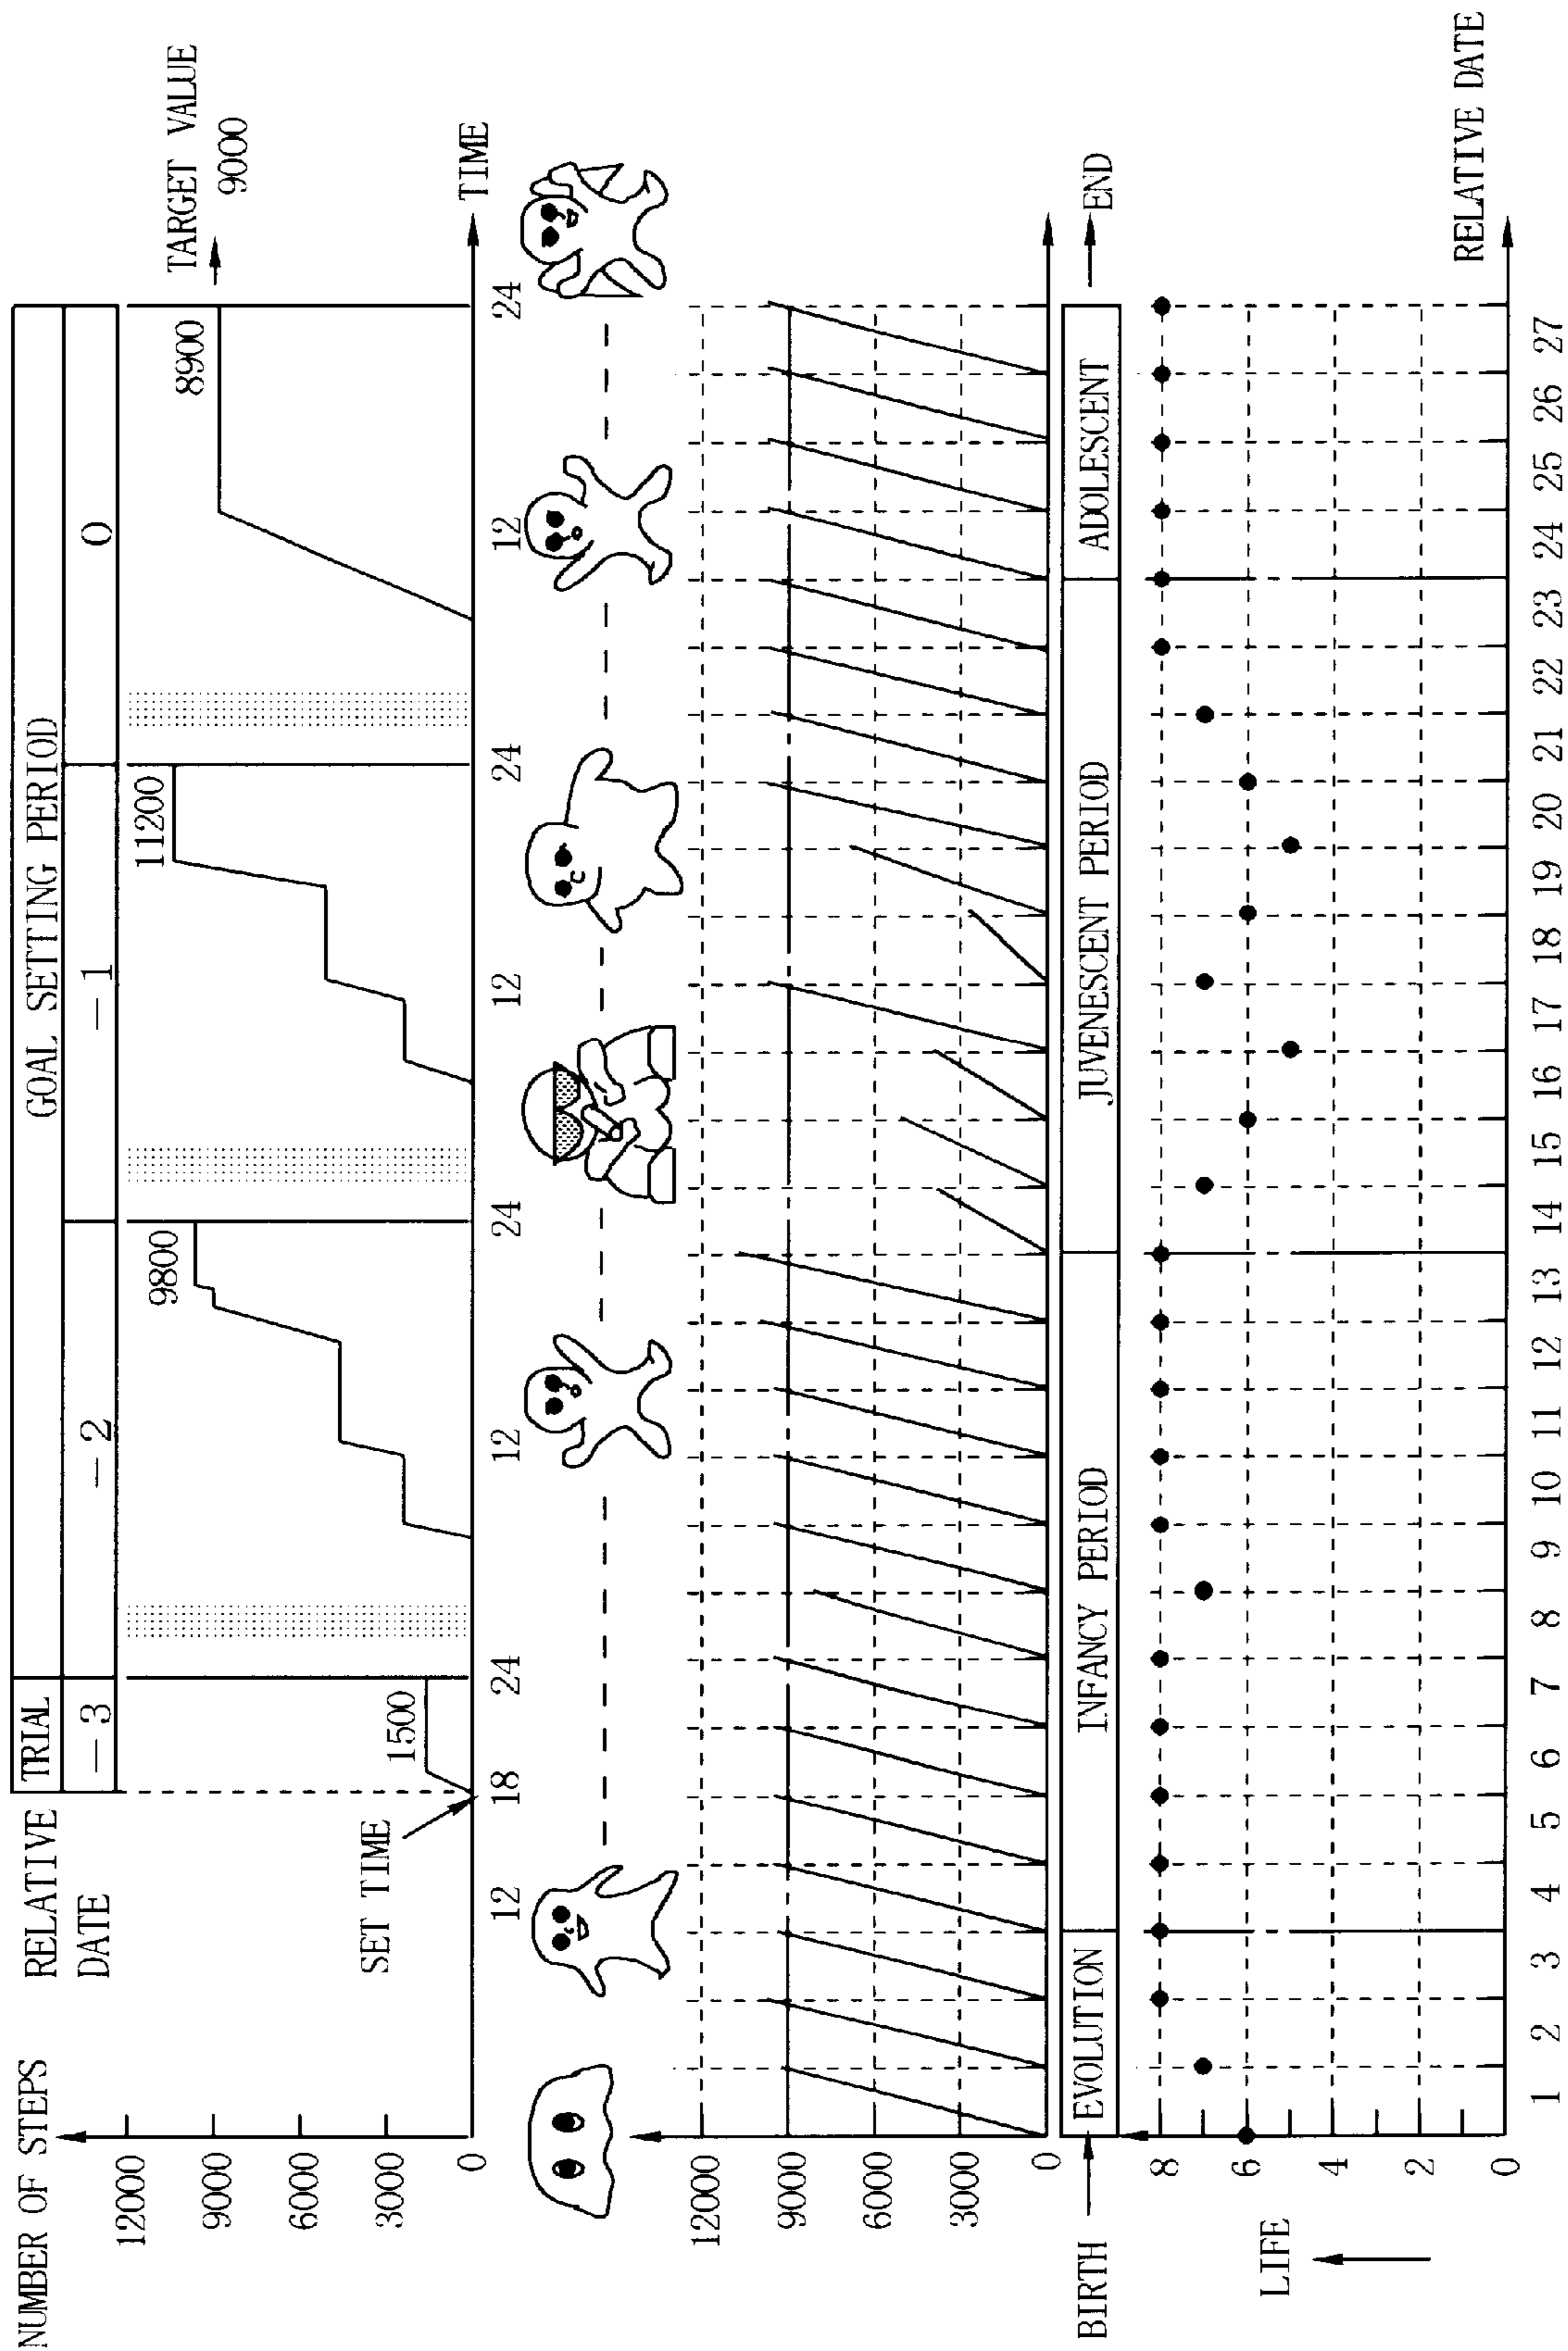 NUMBER OF STEPS
RELATIVE DATE
TRIAL
GOAL SETTING PERIOD
-3
-2
-1
0
12000
9000
6000
3000
0
1500
9800
11200
8900
TARGET VALUE
9000
SET TIME
12
18
24
12
24
12
24
12
24
TIME
12000
9000
6000
3000
0
BIRTH
EVOLUTION
INFANCY PERIOD
JUVENESCENT PERIOD
ADOLESCENT
END
LIFE
8
6
4
2
0
1 2 3 4 5 6 7 8 9 10 11 12 13 14 15 16 17 18 19 20 21 22 23 24 25 26 27
RELATIVE DATE